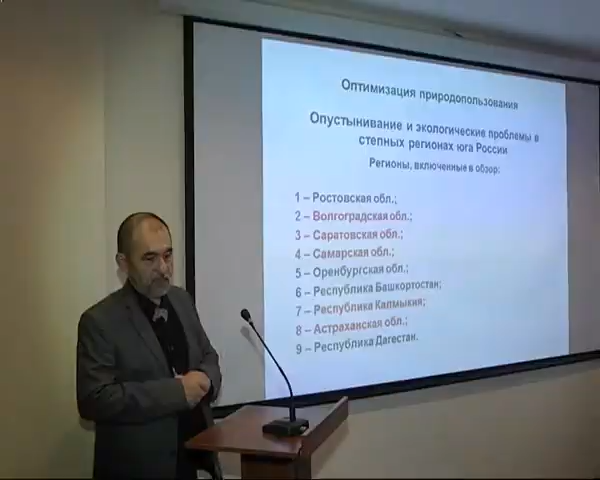 Оптимизация природопользования
Опустынивание и экологические проблемы в
степных регионах юга России
Регионы, включенные в обзор:
1 – Ростовская обл.;
2 – Волгоградская обл.;
3 – Саратовская обл.;
4 – Самарская обл.;
5 – Оренбургская обл.;
6 – Республика Башкортостан;
7 – Республика Калмыкия;
8 – Астраханская обл.;
9 – Республика Дагестан.